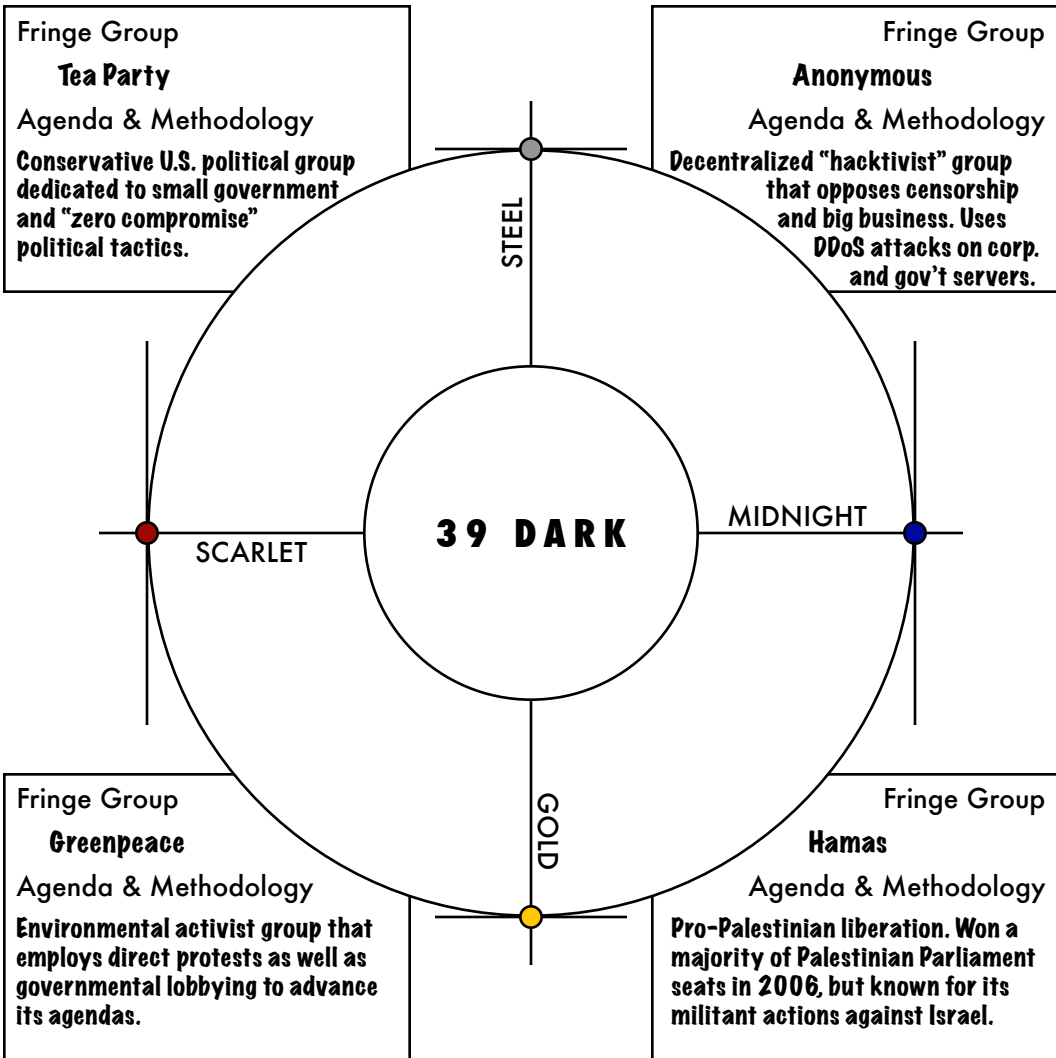 Fringe Group
Tea Party
Agenda & Methodology
Conservative U.S. political group
dedicated to small government
and “zero compromise”
political tactics.
Fringe Group
Anonymous
Agenda & Methodology
Decentralized “hacktivist” group
that opposes censorship
and big business. Uses
DDoS attacks on corp.
and gov’t servers.
STEEL
39 DARK
MIDNIGHT
SCARLET
GOLD
Fringe Group
Greenpeace
Agenda & Methodology
Environmental activist group that
employs direct protests as well as
governmental lobbying to advance
its agendas.
Fringe Group
Hamas
Agenda & Methodology
Pro-Palestinian liberation. Won a
majority of Palestinian Parliament
seats in 2006, but known for its
militant actions against Israel.